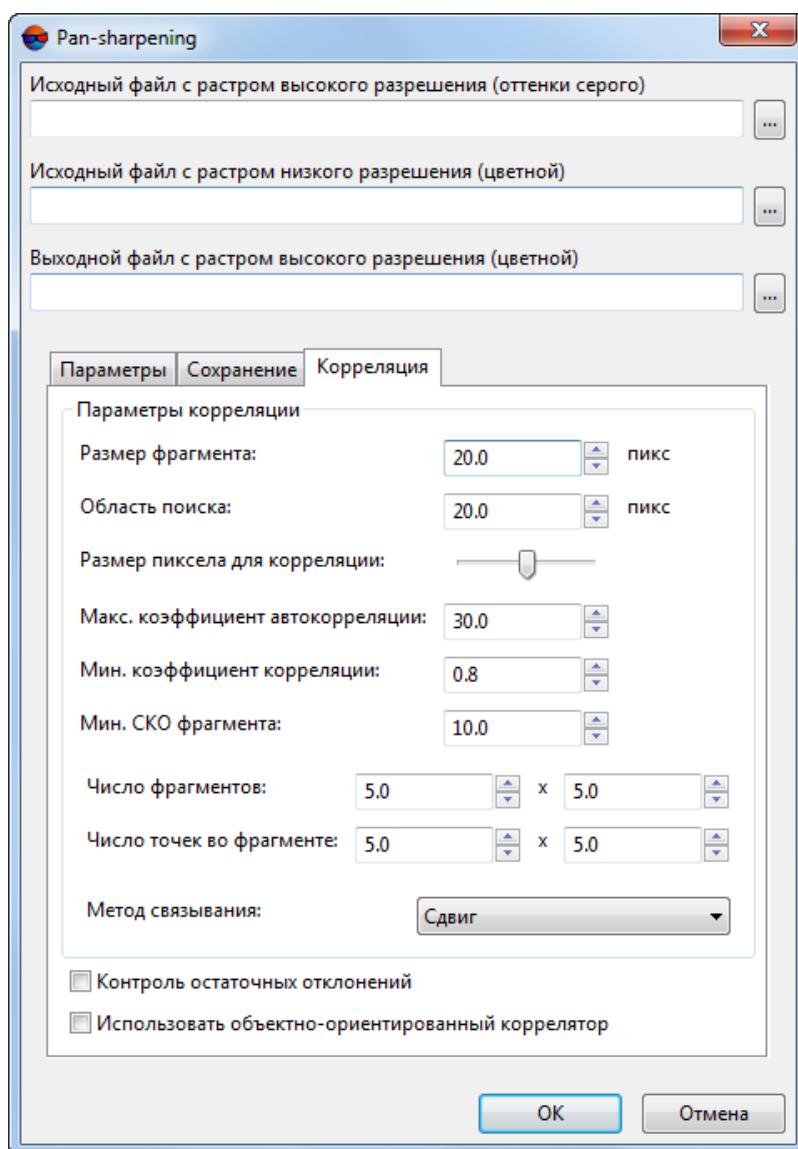 Pan-sharpening
Исходный файл с растром высокого разрешения (оттенки серого)
...
Исходный файл с растром низкого разрешения (цветной)
...
Выходной файл с растром высокого разрешения (цветной)
...
Параметры Сохранение Корреляция
Параметры корреляции
Размер фрагмента: 20.0 пикс
Область поиска: 20.0 пикс
Размер пиксела для корреляции:
Макс. коэффициент автокорреляции: 30.0
Мин. коэффициент корреляции: 0.8
Мин. СКО фрагмента: 10.0
Число фрагментов: 5.0 x 5.0
Число точек во фрагменте: 5.0 x 5.0
Метод связывания: Сдвиг
Контроль остаточных отклонений
Использовать объектно-ориентированный коррелятор
OK Отмена